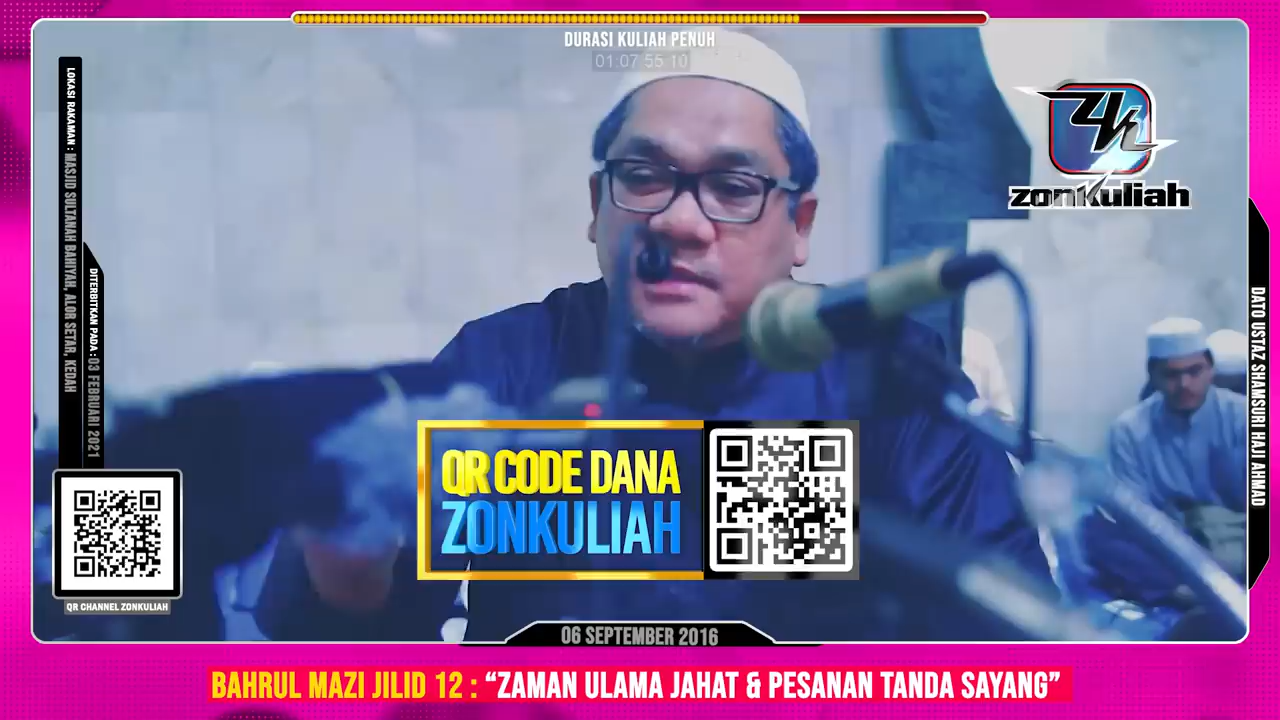 DURASI KULIAH PENUH
01:07:55:10
ZK
zonkuliah
LOKASI RAKAMAN : MASJID SULTANAH BAHIYAH, ALOR SETAR, KEDAH
DITERBITKAN PADA : 03 FEBRUARI 2021
DATO USTAZ SHAMSURI HAJI AHMAD
QR CODE DANA
ZONKULIAH
QR CHANNEL ZONKULIAH
06 SEPTEMBER 2016
BAHRUL MAZI JILID 12 : “ZAMAN ULAMA JAHAT & PESANAN TANDA SAYANG”